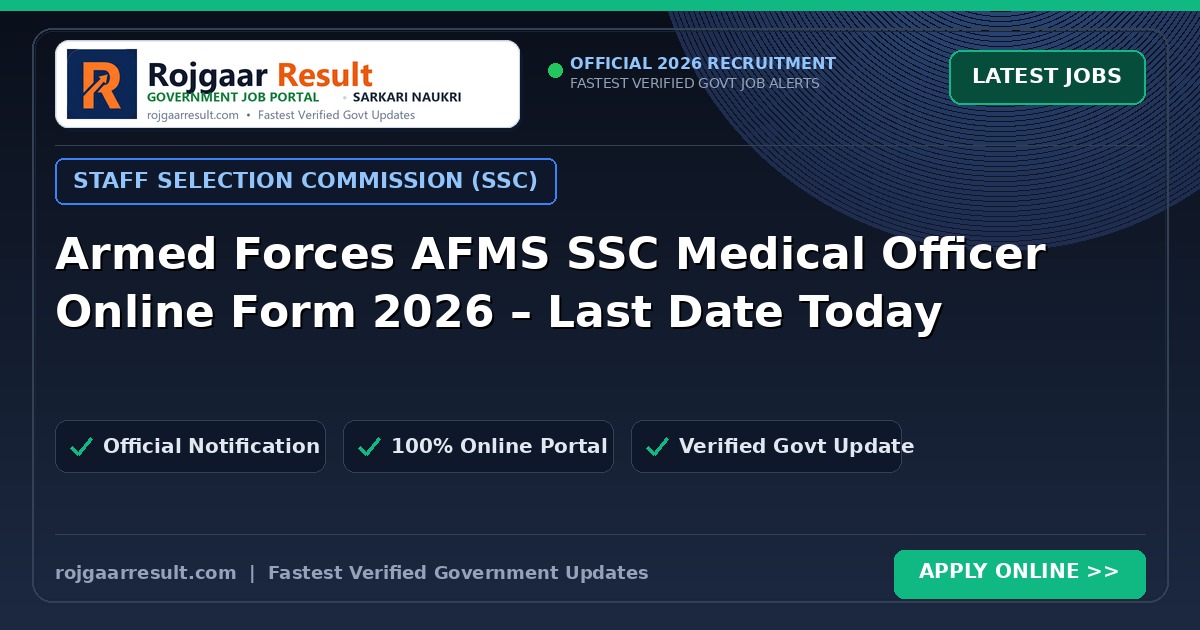 Rojgaar Result
GOVERNMENT JOB PORTAL • SARKARI NAUKRI
rojgaarresult.com • Fastest Verified Govt Updates
OFFICIAL 2026 RECRUITMENT
FASTEST VERIFIED GOVT JOB ALERTS
LATEST JOBS
STAFF SELECTION COMMISSION (SSC)
Armed Forces AFMS SSC Medical Officer
Online Form 2026 – Last Date Today
Official Notification
100% Online Portal
Verified Govt Update
rojgaarresult.com | Fastest Verified Government Updates
APPLY ONLINE >>